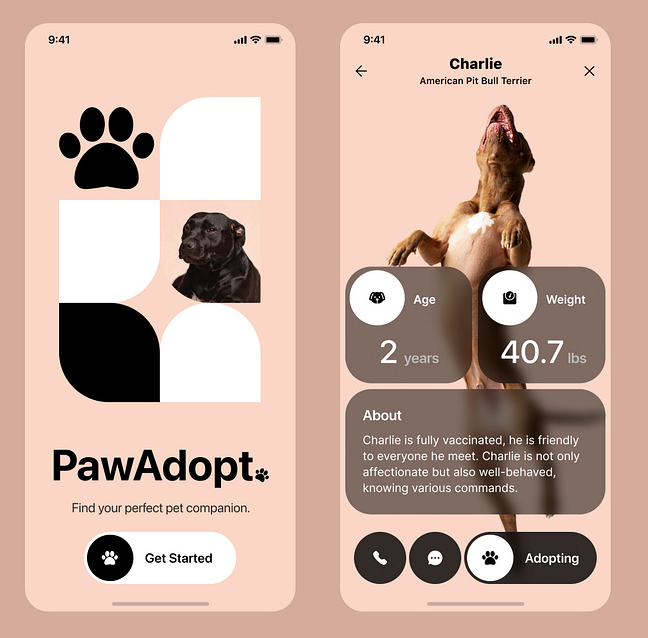 9:41
PawAdopt
Find your perfect pet companion.
Get Started
9:41
Charlie
American Pit Bull Terrier
Age
2 years
Weight
40.7 lbs
About
Charlie is fully vaccinated, he is friendly
to everyone he meet. Charlie is not only
affectionate but also well-behaved,
knowing various commands.
Adopting